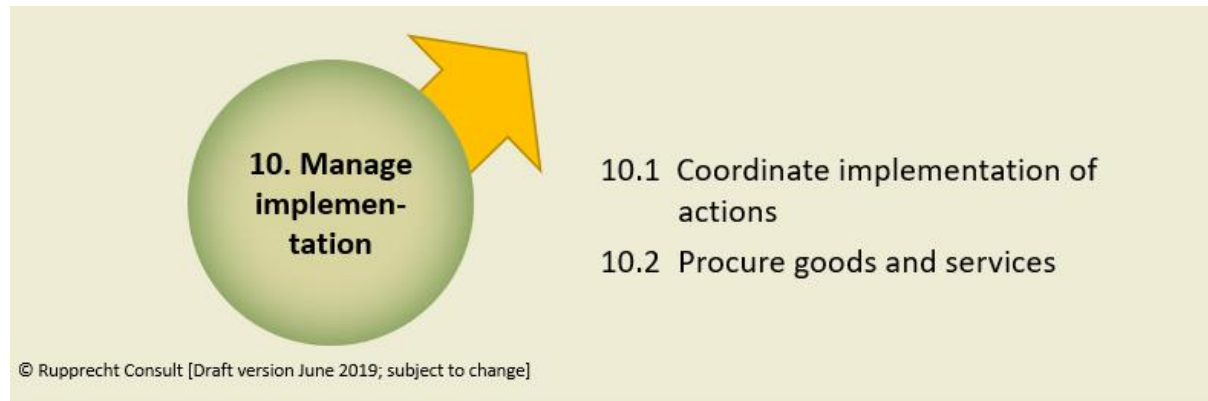 10. Manage
implemen-
tation
10.1 Coordinate implementation of
actions
10.2 Procure goods and services
© Rupprecht Consult [Draft version June 2019; subject to change]